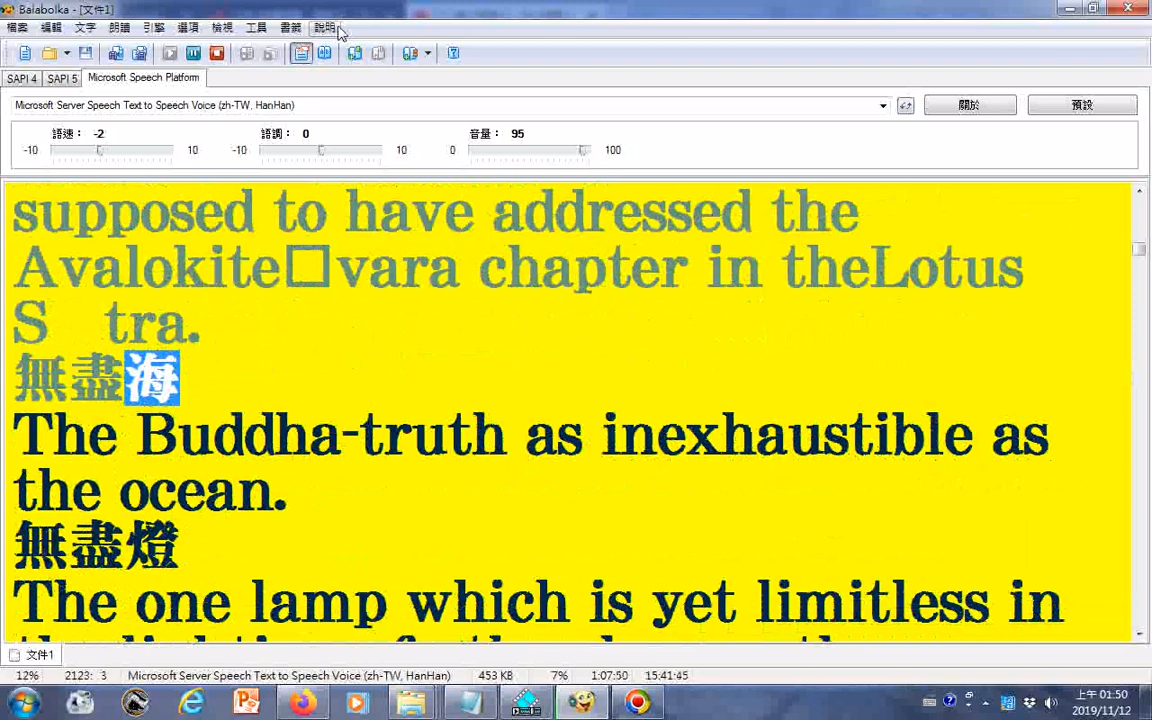 Balabolka - [文件1]
檔案 編輯 文字 朗讀 引擎 選項 檢視 工具 書籤 說明
SAPI 4 SAPI 5 Microsoft Speech Platform
Microsoft Server Speech Text to Speech Voice (zh-TW, HanHan) 關於 預設
語速： -2 語調： 0 音量： 95
-10 10 -10 10 0 100
supposed to have addressed the
Avalokite□vara chapter in theLotus
S tra.
無盡海
The Buddha-truth as inexhaustible as
the ocean.
無盡燈
The one lamp which is yet limitless in
文件1
12% 2123: 3 Microsoft Server Speech Text to Speech Voice (zh-TW, HanHan) 453 KB 7% 1:07:50 15:41:45
上午 01:50
2019/11/12